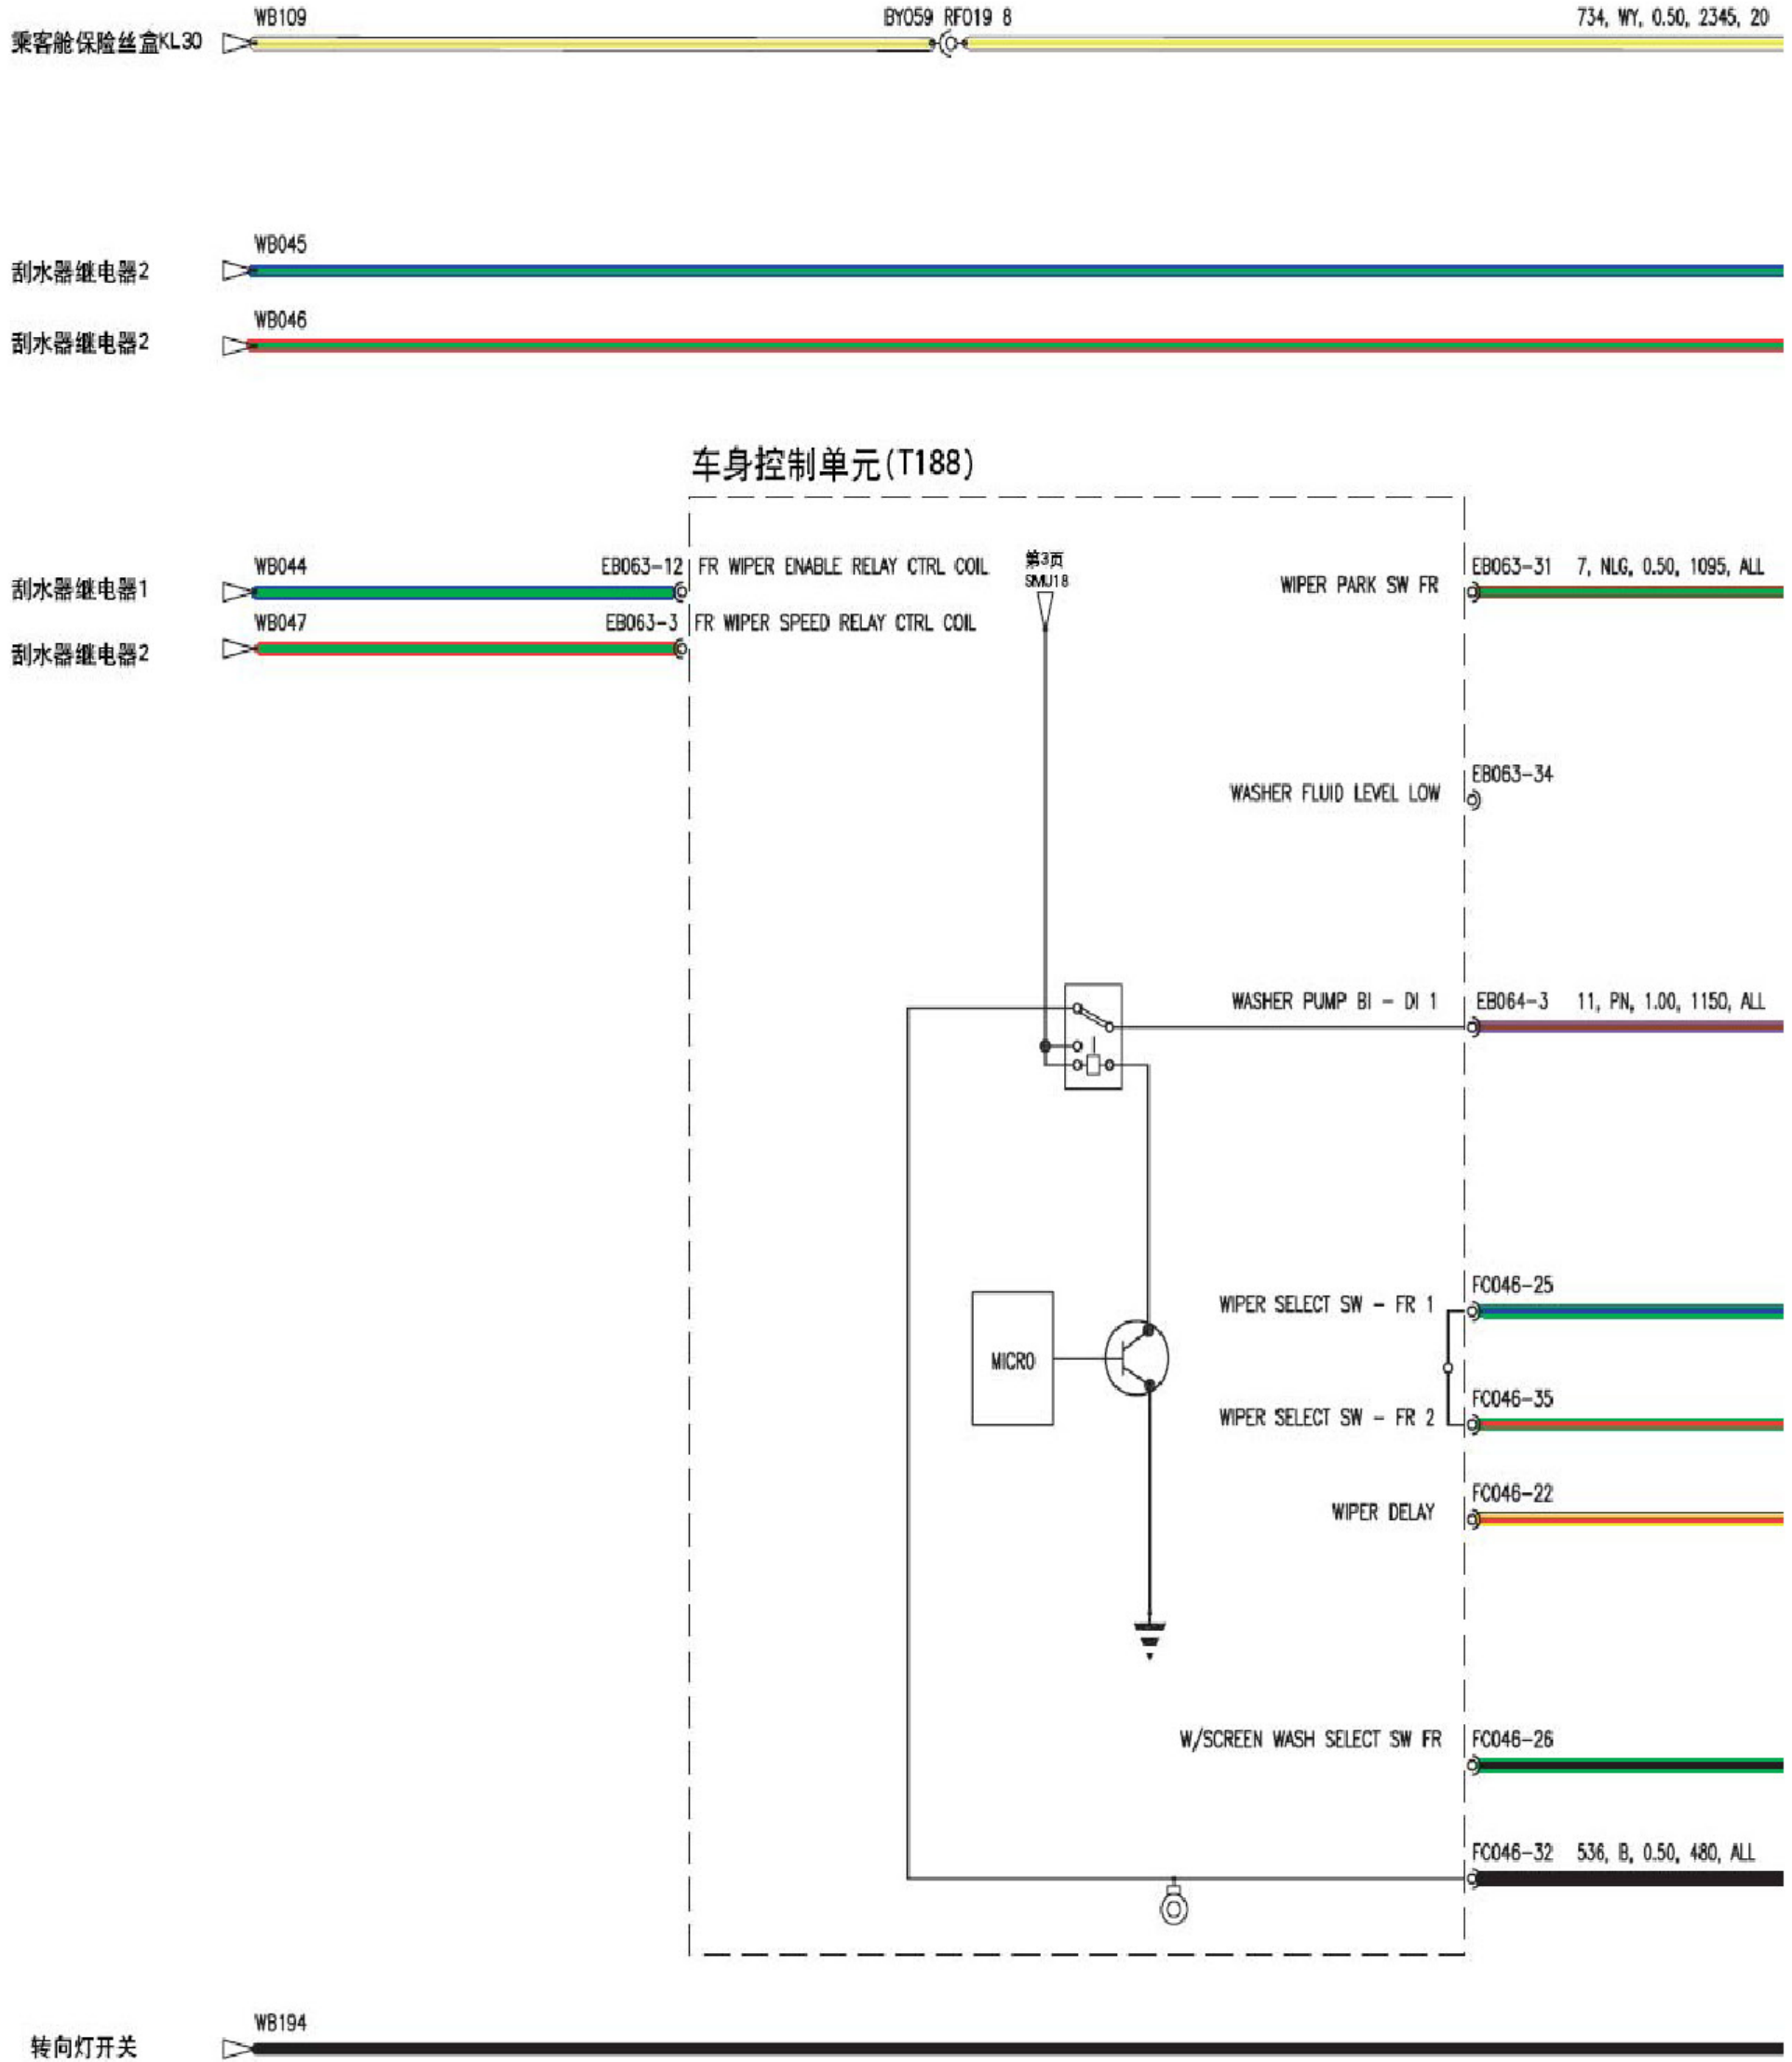 WB109
BY059 RF019 8
734, WY, 0.50, 2345, 20
乘客舱保险丝盒KL30
WB045
刮水器继电器2
WB046
刮水器继电器2
车身控制单元(T188)
WB044
EB063-12
FR WIPER ENABLE RELAY CTRL COIL
第3页
SMJ18
刮水器继电器1
WIPER PARK SW FR
EB063-31
7, NLG, 0.50, 1095, ALL
WB047
EB063-3
FR WIPER SPEED RELAY CTRL COIL
刮水器继电器2
WASHER FLUID LEVEL LOW
EB063-34
WASHER PUMP BI - DI 1
EB064-3
11, PN, 1.00, 1150, ALL
WIPER SELECT SW - FR 1
FC046-25
MICRO
WIPER SELECT SW - FR 2
FC046-35
WIPER DELAY
FC046-22
W/SCREEN WASH SELECT SW FR
FC046-26
FC046-32
536, B, 0.50, 480, ALL
WB194
转向灯开关